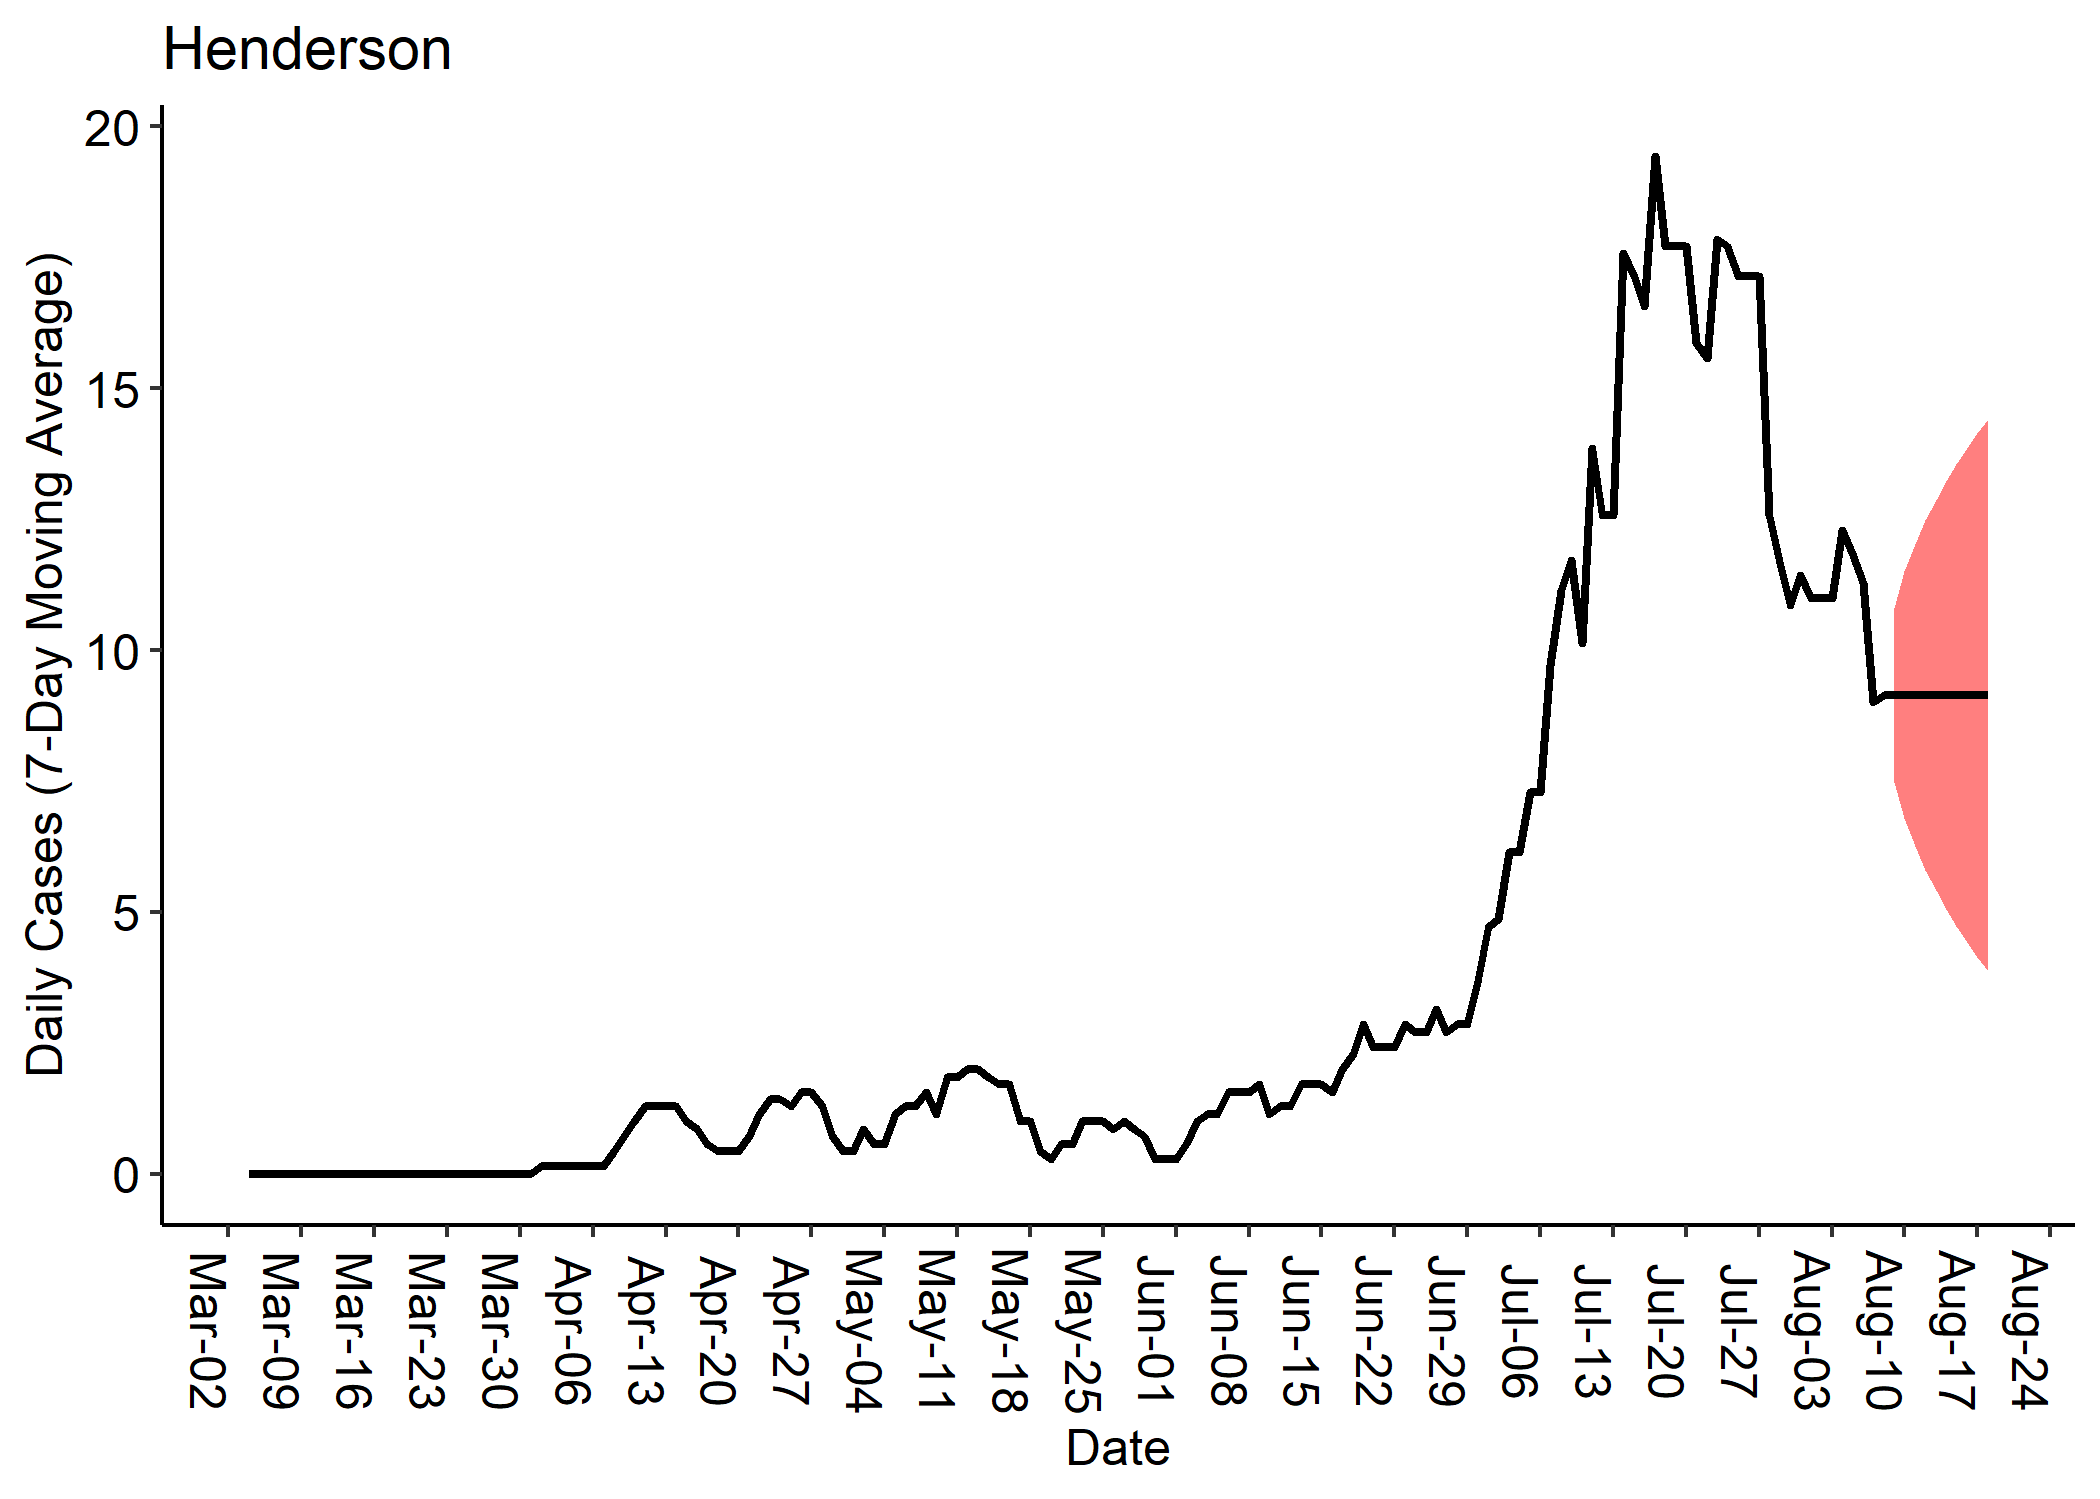 Henderson
Daily Cases (7-Day Moving Average)
20
15
10
5
0
Mar-02
Mar-09
Mar-16
Mar-23
Mar-30
Apr-06
Apr-13
Apr-20
Apr-27
May-04
May-11
May-18
May-25
Jun-01
Jun-08
Jun-15
Jun-22
Jun-29
Jul-06
Jul-13
Jul-20
Jul-27
Aug-03
Aug-10
Aug-17
Aug-24
Date